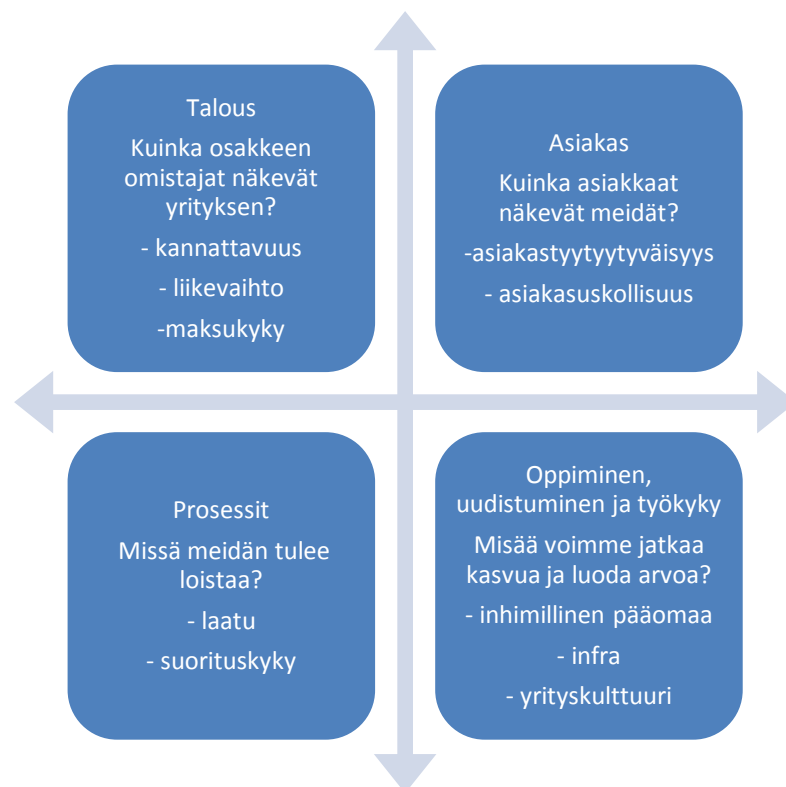 Talous
Kuinka osakkeen
omistajat näkevät
yrityksen?
- kannattavuus
- liikevaihto
-maksukyky
Asiakas
Kuinka asiakkaat
näkevät meidät?
-asiakastyytyytyväisyys
- asiakasuskollisuus
Prosessit
Missä meidän tulee
loistaa?
- laatu
- suorituskyky
Oppiminen,
uudistuminen ja työkyky
Misää voimme jatkaa
kasvua ja luoda arvoa?
- inhimillinen pääomaa
- infra
- yrityskulttuuri